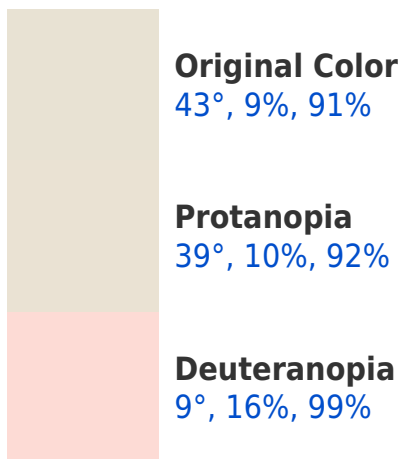 Original Color
43°, 9%, 91%
Protanopia
39°, 10%, 92%
Deuteranopia
9°, 16%, 99%